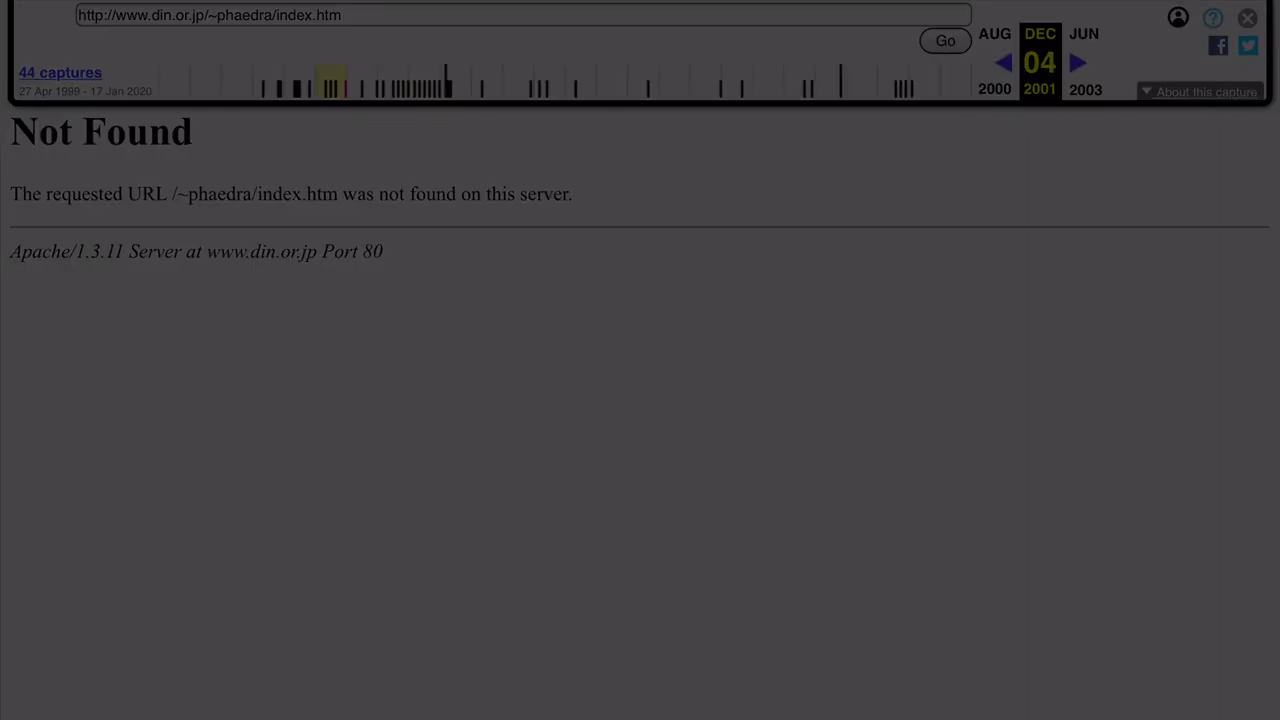 http://www.din.or.jp/~phaedra/index.htm
Go
AUG DEC JUN
04
2000 2001 2003
44 captures
27 Apr 1999 - 17 Jan 2020
About this capture
Not Found
The requested URL /~phaedra/index.htm was not found on this server.
Apache/1.3.11 Server at www.din.or.jp Port 80